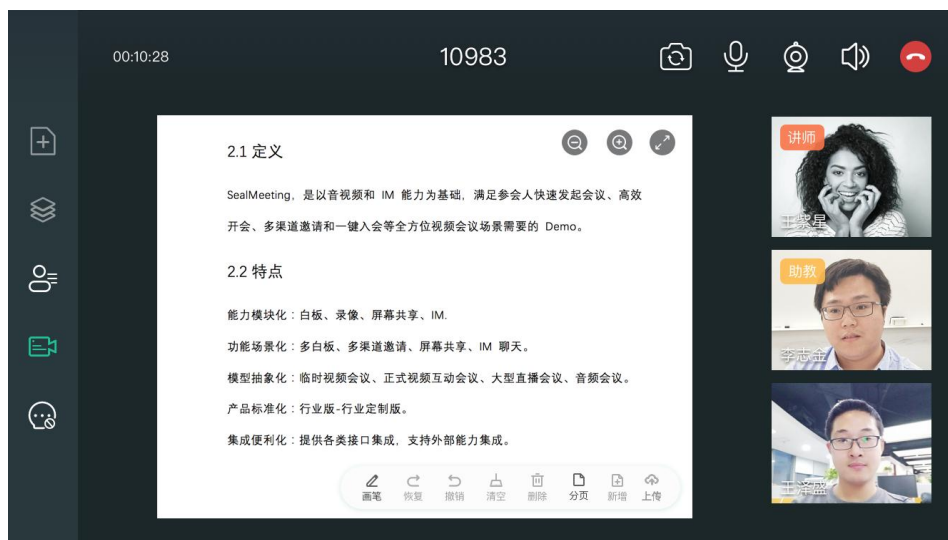 00:10:28
10983
2.1 定义
SealMeeting，是以音视频和 IM 能力为基础，满足参会人快速发起会议、高效
开会、多渠道邀请和一键入会等全方位视频会议场景需要的 Demo。
2.2 特点
能力模块化：白板、录像、屏幕共享、IM.
功能场景化：多白板、多渠道邀请、屏幕共享、IM 聊天。
模型抽象化：临时视频会议、正式视频互动会议、大型直播会议、音频会议。
产品标准化：行业版-行业定制版。
集成便利化：提供各类接口集成，支持外部能力集成。
画笔 恢复 撤销 清空 删除 分页 新增 上传
讲师
王紫星
助教
李志金
王泽盛